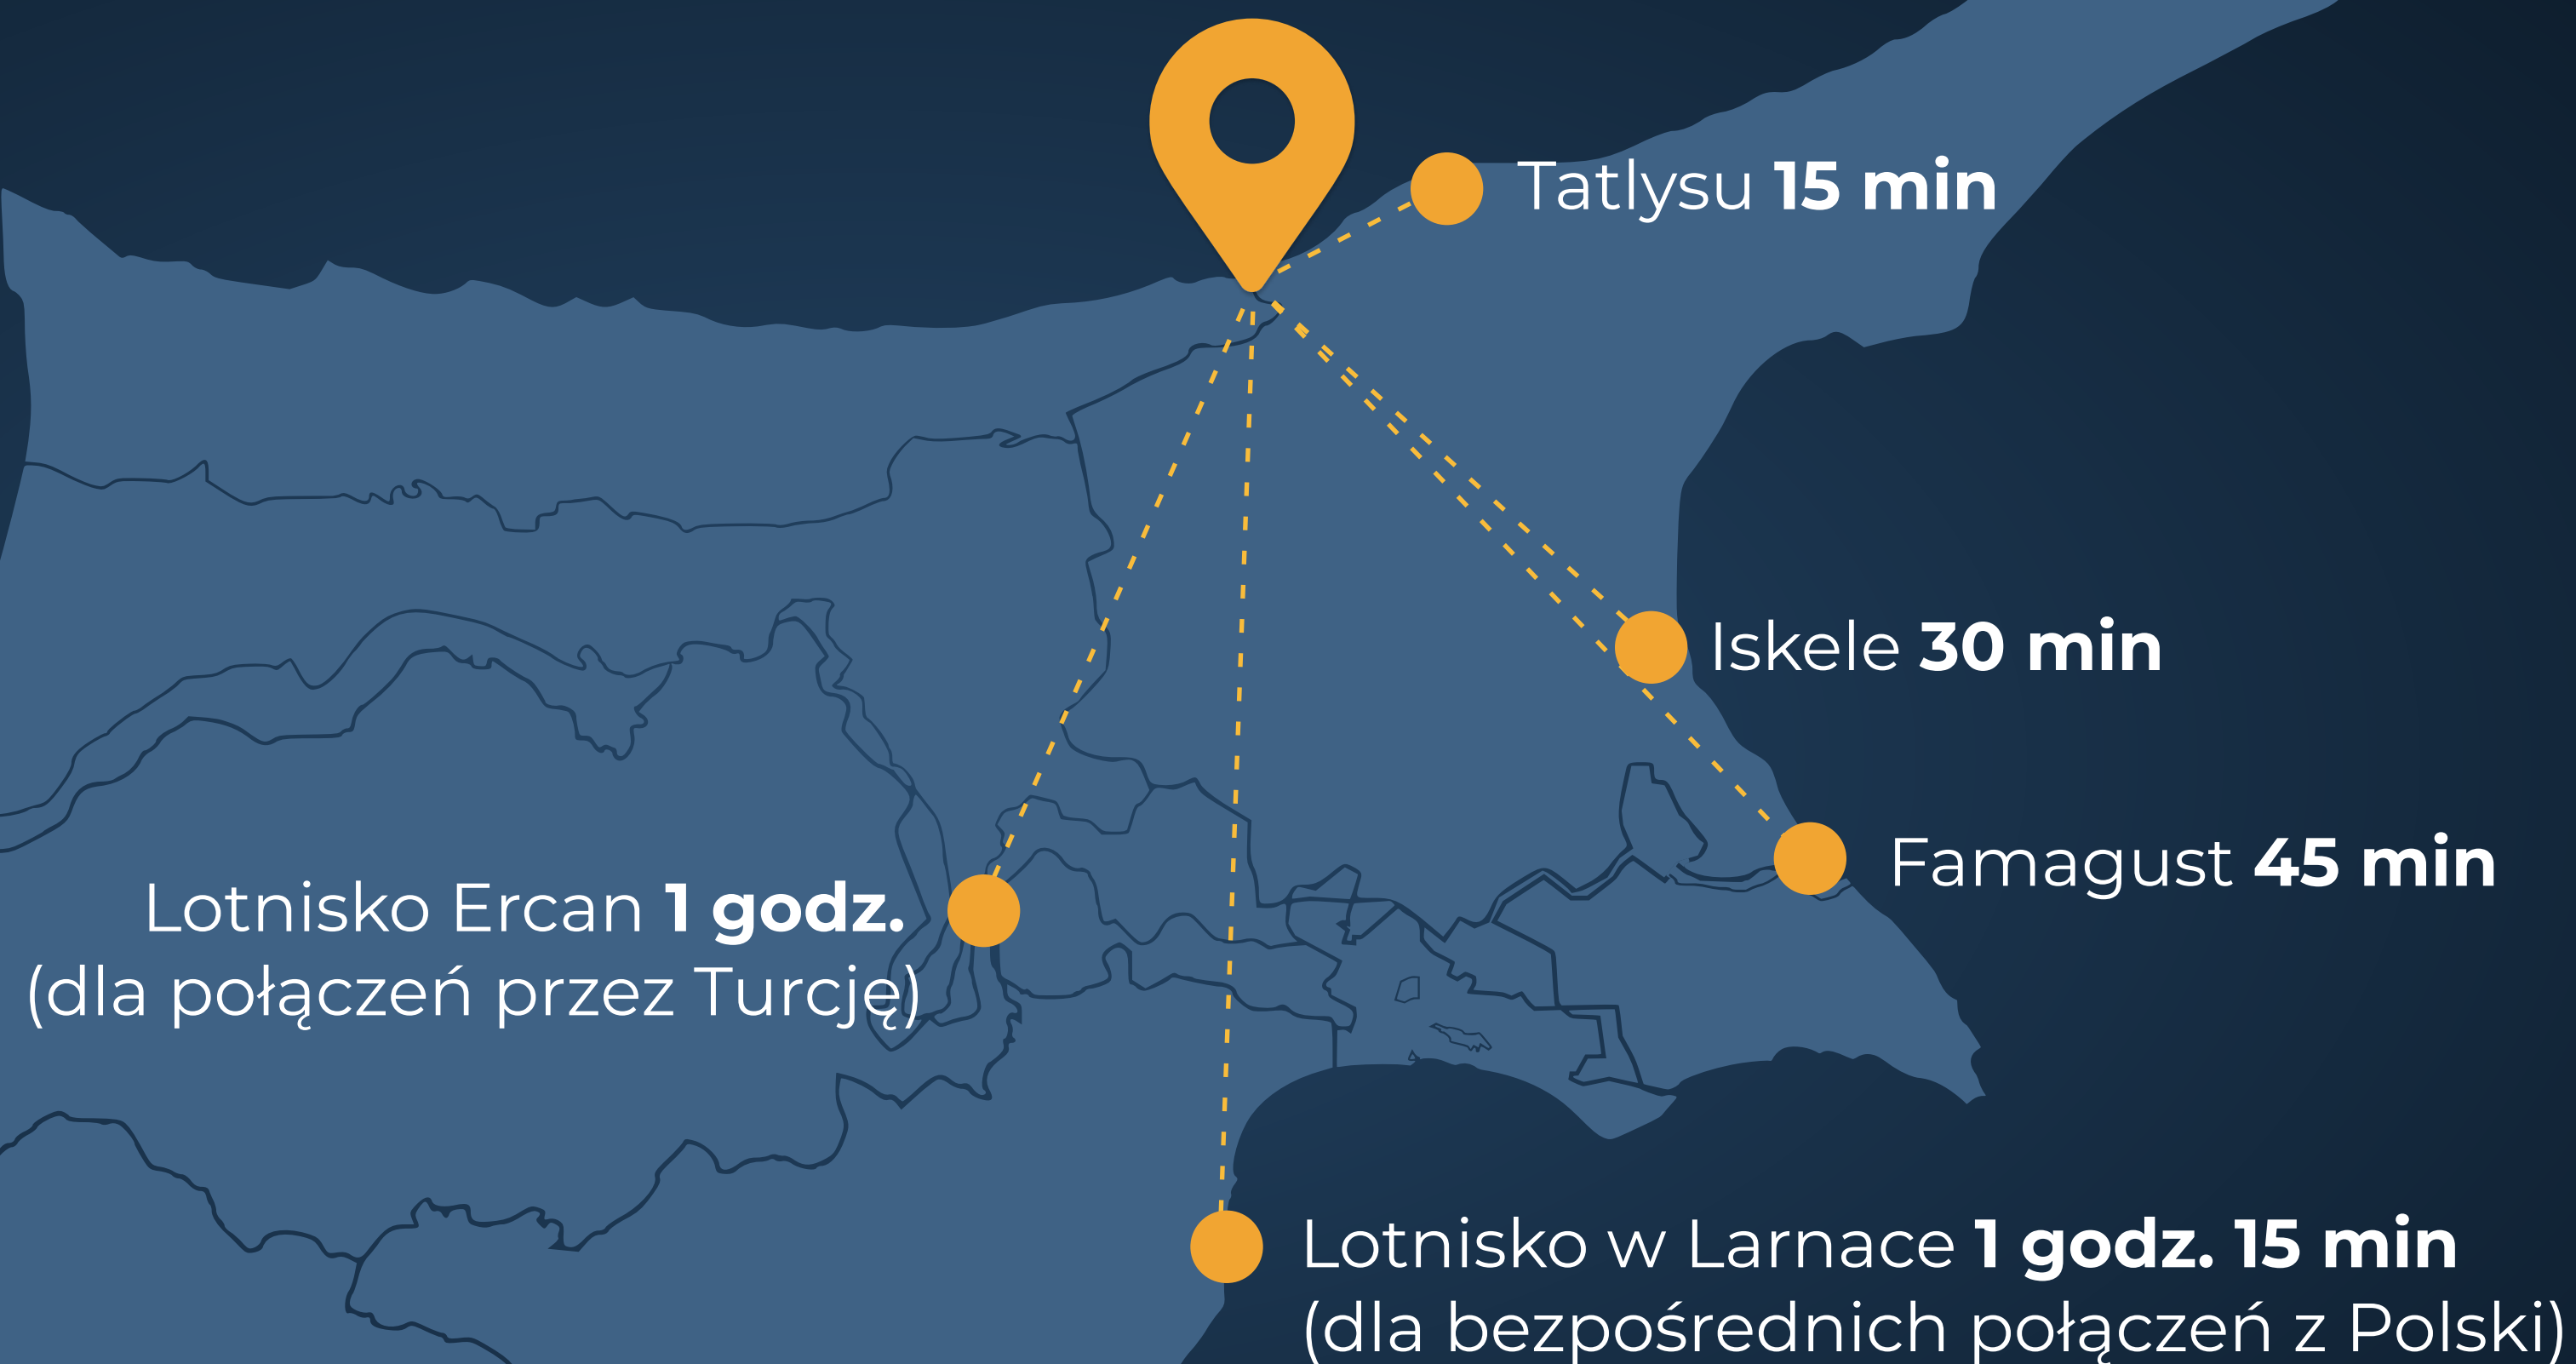 Tatlysu 15 min
Iskele 30 min
Famagust 45 min
Lotnisko Ercan 1 godz.
(dla połączeń przez Turcję)
Lotnisko w Larnace 1 godz. 15 min
(dla bezpośrednich połączeń z Polski)